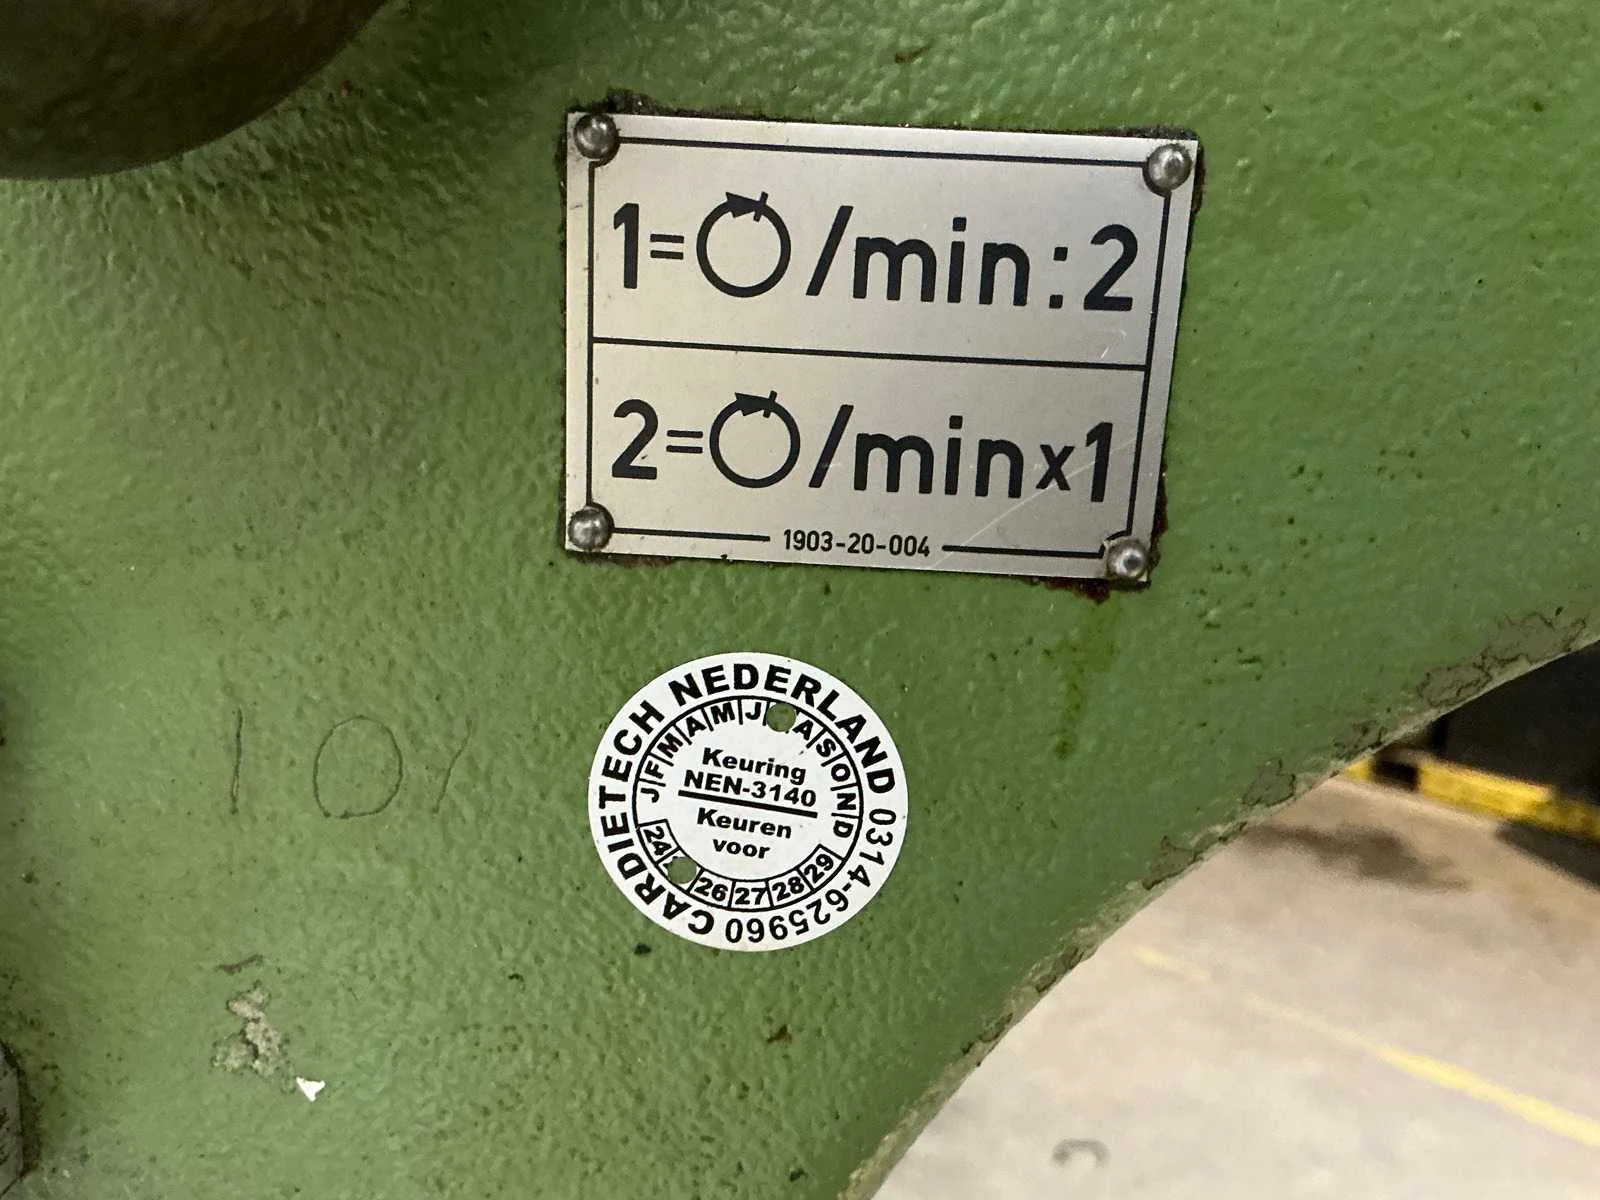 1=/min:2
2=/minx1
1903-20-004
101
CARDIETECH NEDERLAND 0314-625960
J F M A M J A S O N D
Keuring
NEN-3140
Keuren
voor
24 26 27 28 29